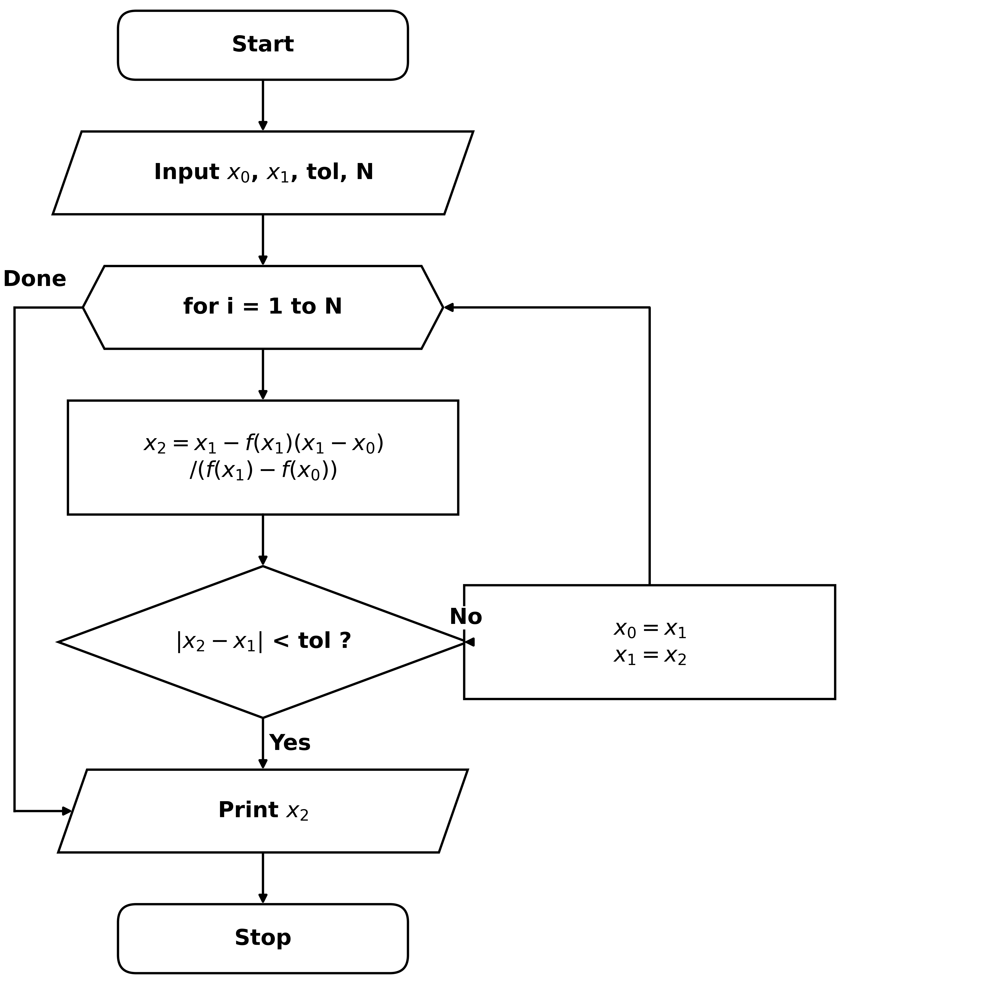 Start
Input x₀, x₁, tol, N
Done
for i = 1 to N
x₂ = x₁ − f(x₁)(x₁ − x₀)
/(f(x₁) − f(x₀))
No
|x₂ − x₁| < tol ?
x₀ = x₁
x₁ = x₂
Yes
Print x₂
Stop